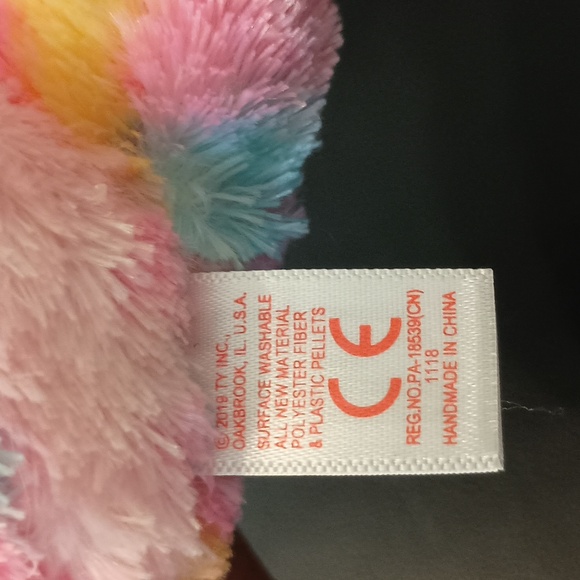 © 2019 TY INC,
OAKBROOK, IL. U.S.A.
SURFACE WASHABLE
ALL NEW MATERIAL
POLYESTER FIBER
& PLASTIC PELLETS
CE
REG.NO.PA-18539(CN)
1118
HANDMADE IN CHINA